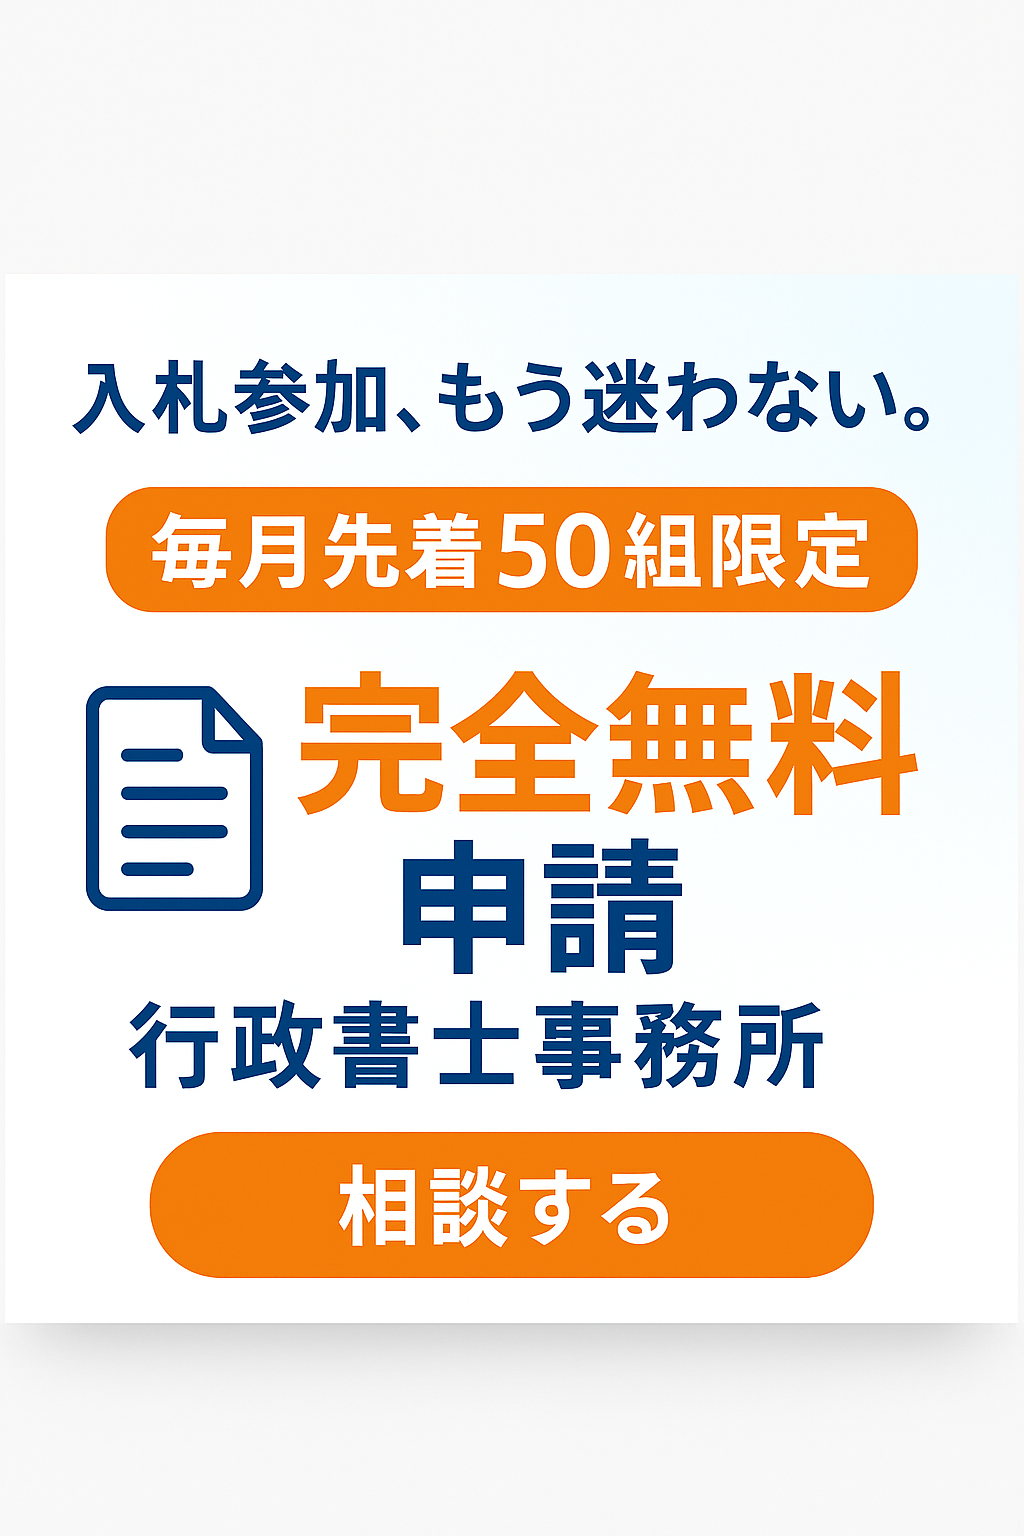 入札参加、もう迷わない。
毎月先着50組限定
完全無料
申請
行政書士事務所
相談する